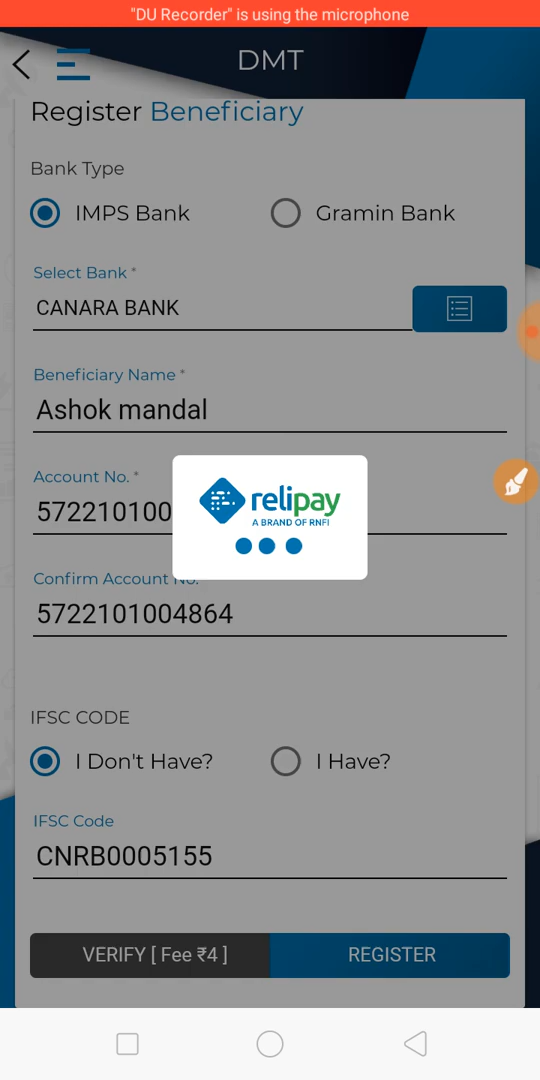 "DU Recorder" is using the microphone
DMT
Register Beneficiary
Bank Type
IMPS Bank
Gramin Bank
Select Bank *
CANARA BANK
Beneficiary Name *
Ashok mandal
Account No. *
572210100
relipay
A BRAND OF RNFI
Confirm Account No.
5722101004864
IFSC CODE
I Don't Have?
I Have?
IFSC Code
CNRB0005155
VERIFY [ Fee ₹4 ]
REGISTER